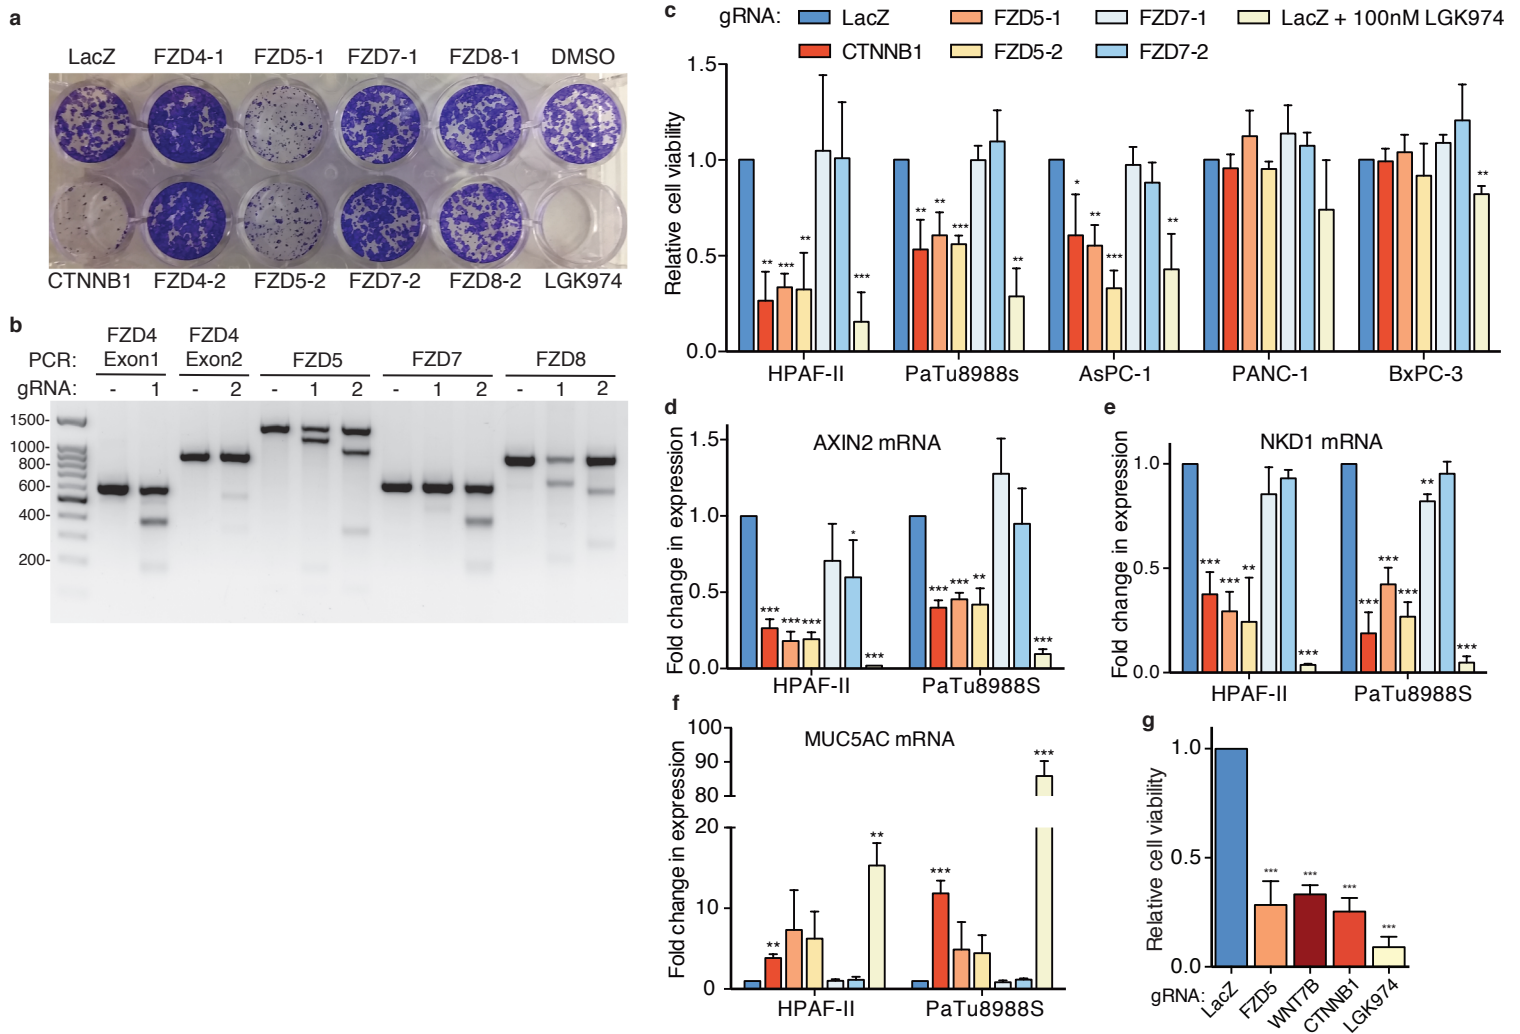 a
LacZ FZD4-1 FZD5-1 FZD7-1 FZD8-1 DMSO
CTNNB1 FZD4-2 FZD5-2 FZD7-2 FZD8-2 LGK974
b
FZD4 FZD4
PCR: Exon1 Exon2 FZD5 FZD7 FZD8
gRNA: - 1 - 2 - 1 2 - 1 2 - 1 2
1500-
1000-
800-
600-
400-
200-
c
gRNA: LacZ FZD5-1 FZD7-1 LacZ + 100nM LGK974
CTNNB1 FZD5-2 FZD7-2
Relative cell viability
1.5
1.0
0.5
0.0
** *** ** ***
** ** *** **
* ** *** **
**
HPAF-II PaTu8988s AsPC-1 PANC-1 BxPC-3
d
AXIN2 mRNA
Fold change in expression
1.5
1.0
0.5
0.0
*** *** *** * ***
*** *** ** ***
HPAF-II PaTu8988S
e
NKD1 mRNA
Fold change in expression
1.0
0.5
0.0
*** *** ** ***
*** *** *** ** ***
HPAF-II PaTu8988S
f
MUC5AC mRNA
Fold change in expression
100
90
80
20
10
0
** **
*** ***
HPAF-II PaTu8988S
g
Relative cell viability
1.0
0.5
0.0
*** *** *** ***
gRNA: LacZ FZD5 WNT7B CTNNB1 LGK974